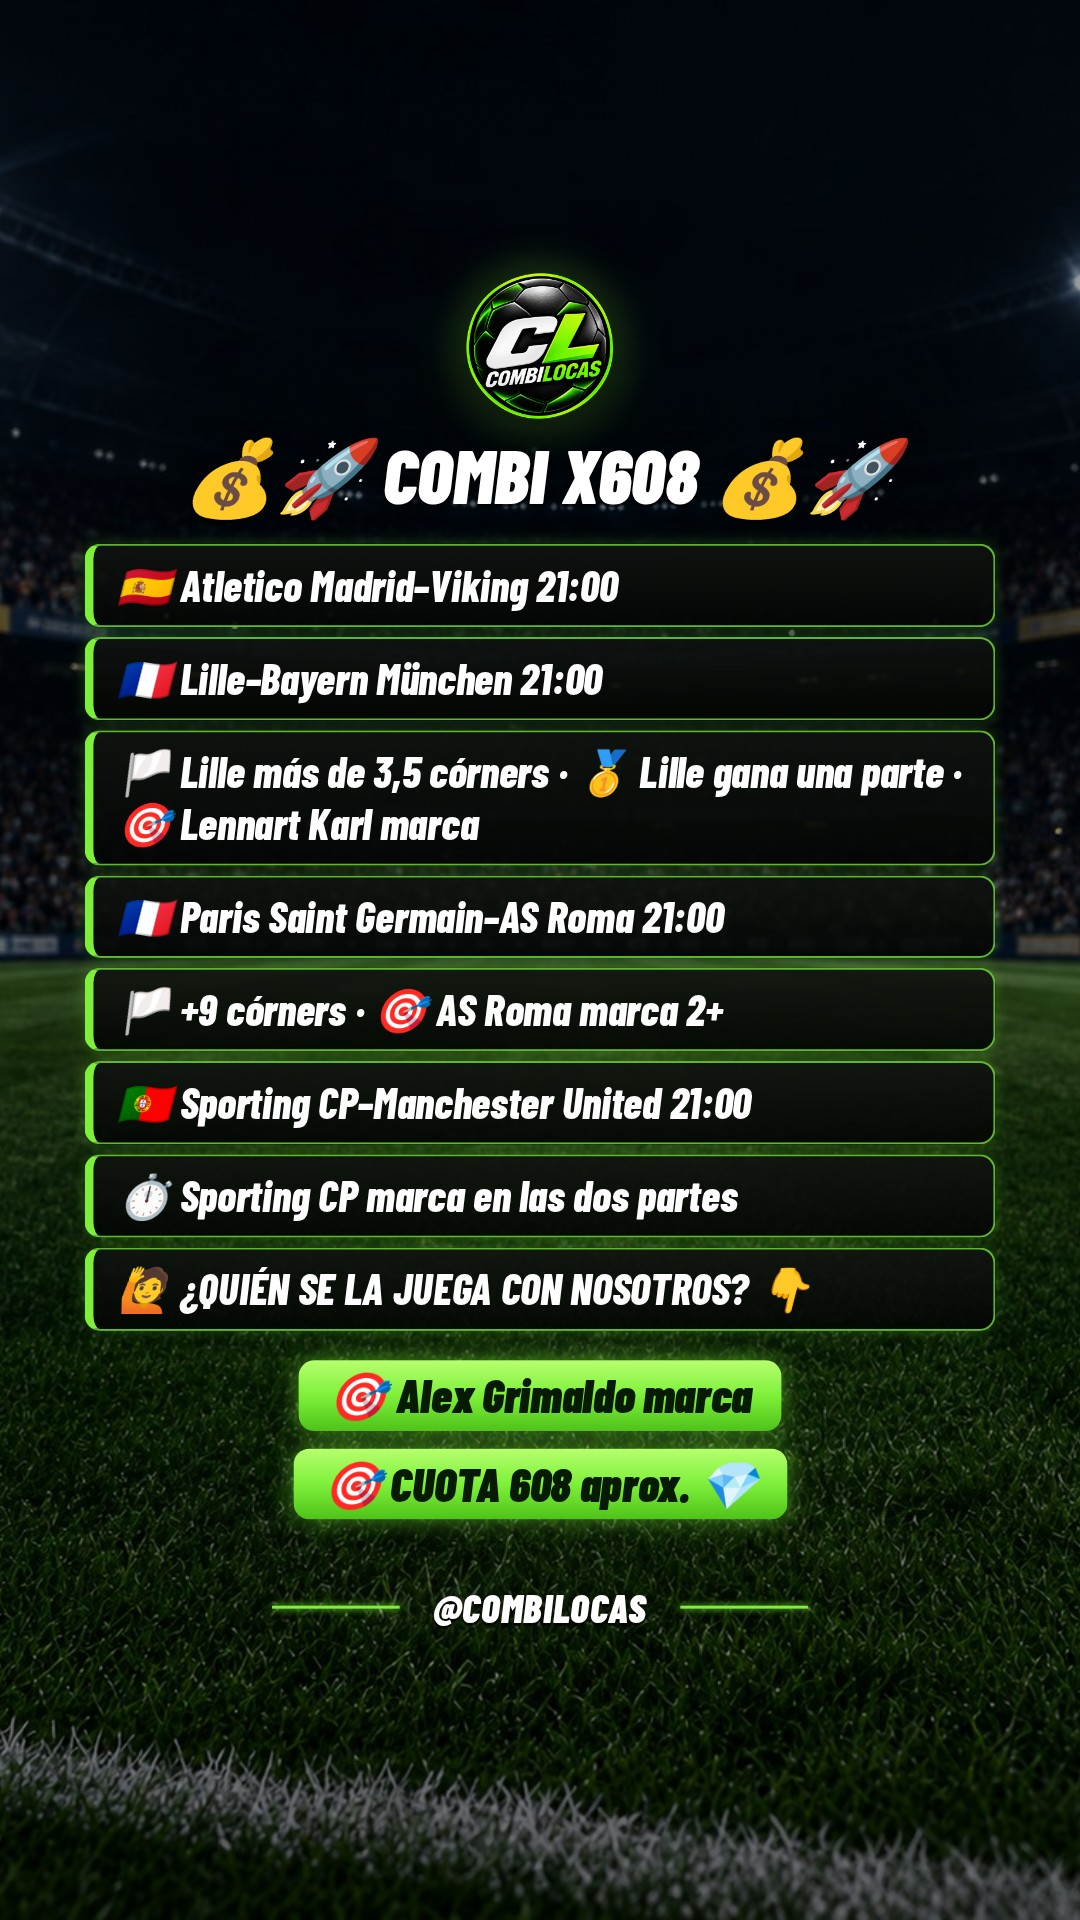 CL
COMBILOCAS
💰🚀 COMBI X608 💰🚀
🇪🇸 Atletico Madrid-Viking 21:00
🇫🇷 Lille-Bayern München 21:00
🏳️ Lille más de 3,5 córners · 🥇 Lille gana una parte ·
🎯 Lennart Karl marca
🇫🇷 Paris Saint Germain-AS Roma 21:00
🏳️ +9 córners · 🎯 AS Roma marca 2+
🇵🇹 Sporting CP-Manchester United 21:00
⏱️ Sporting CP marca en las dos partes
🙋 ¿QUIÉN SE LA JUEGA CON NOSOTROS? 👇
🎯 Alex Grimaldo marca
🎯 CUOTA 608 aprox. 💎
@COMBILOCAS